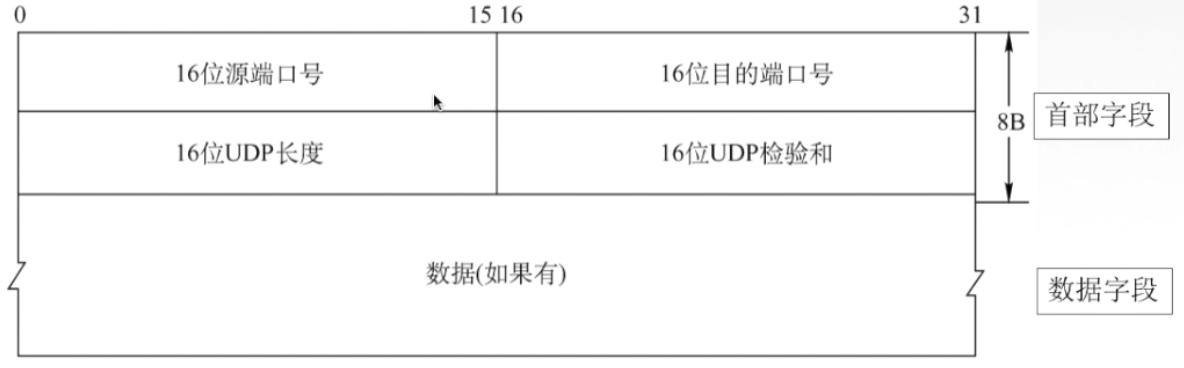 0 15 16 31
16位源端口号 16位目的端口号
8B 首部字段
16位UDP长度 16位UDP检验和
数据(如果有) 数据字段